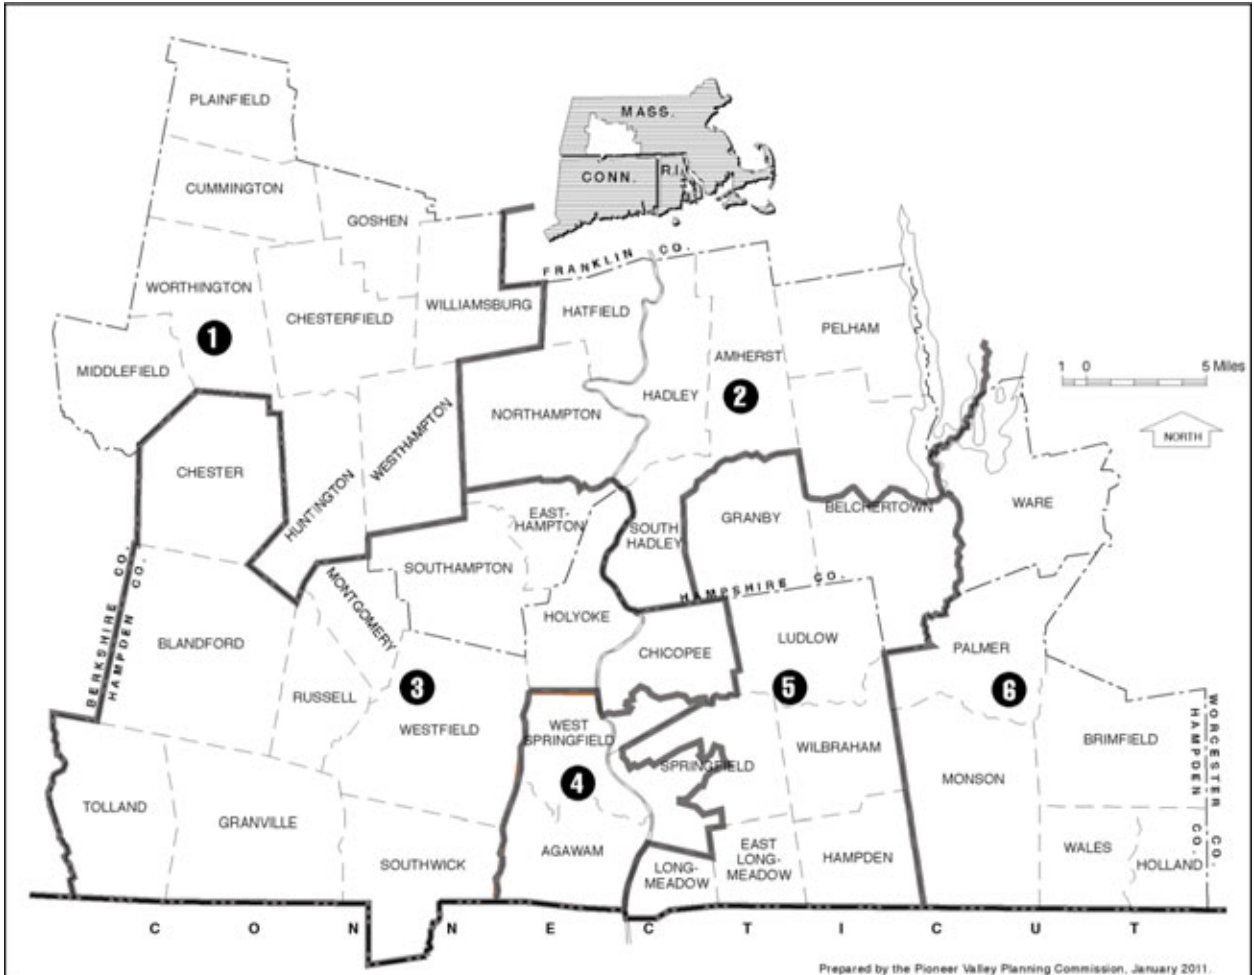 PLAINFIELD
MASS.
CUMMINGTON
CONN.
R.I.
GOSHEN
FRANKLIN CO.
WORTHINGTON
WILLIAMSBURG
HATFIELD
CHESTERFIELD
PELHAM
1
AMHERST
MIDDLEFIELD
1 0 5 Miles
HADLEY
2
NORTHAMPTON
WESTHAMPTON
NORTH
CHESTER
HUNTINGTON
WARE
BELCHERTOWN
EAST-
HAMPTON
GRANBY
SOUTH
HADLEY
SOUTHAMPTON
BERKSHIRE CO.
HAMPDEN CO.
MONTGOMERY
HAMPSHIRE CO.
HOLYOKE
BLANDFORD
LUDLOW
PALMER
CHICOPEE
3
5
6
RUSSELL
WESTFIELD
WEST
SPRINGFIELD
WILBRAHAM
BRIMFIELD
WORCESTER CO.
HAMPDEN CO.
SPRINGFIELD
4
MONSON
TOLLAND
GRANVILLE
AGAWAM
EAST
LONG-
MEADOW
WALES
SOUTHWICK
LONG-
MEADOW
HAMPDEN
HOLLAND
CONNECTICUT
Prepared by the Pioneer Valley Planning Commission, January 2011.